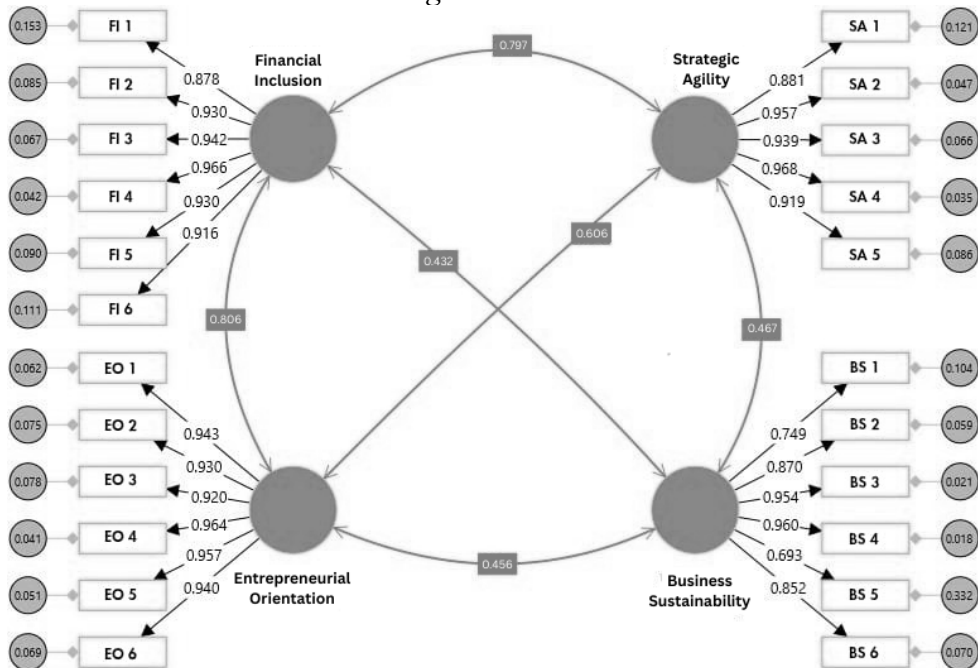 0.153
FI 1
0.085
FI 2
0.067
FI 3
0.042
FI 4
0.090
FI 5
0.111
FI 6
0.878
0.930
0.942
0.966
0.930
0.916
Financial
Inclusion
0.797
Strategic
Agility
0.881
0.957
0.939
0.968
0.919
SA 1
0.121
SA 2
0.047
SA 3
0.066
SA 4
0.035
SA 5
0.086
0.606
0.432
0.806
0.467
0.062
EO 1
0.075
EO 2
0.078
EO 3
0.041
EO 4
0.051
EO 5
0.069
EO 6
0.943
0.930
0.920
0.964
0.957
0.940
Entrepreneurial
Orientation
0.456
Business
Sustainability
0.749
0.870
0.954
0.960
0.693
0.852
BS 1
0.104
BS 2
0.059
BS 3
0.021
BS 4
0.018
BS 5
0.332
BS 6
0.070